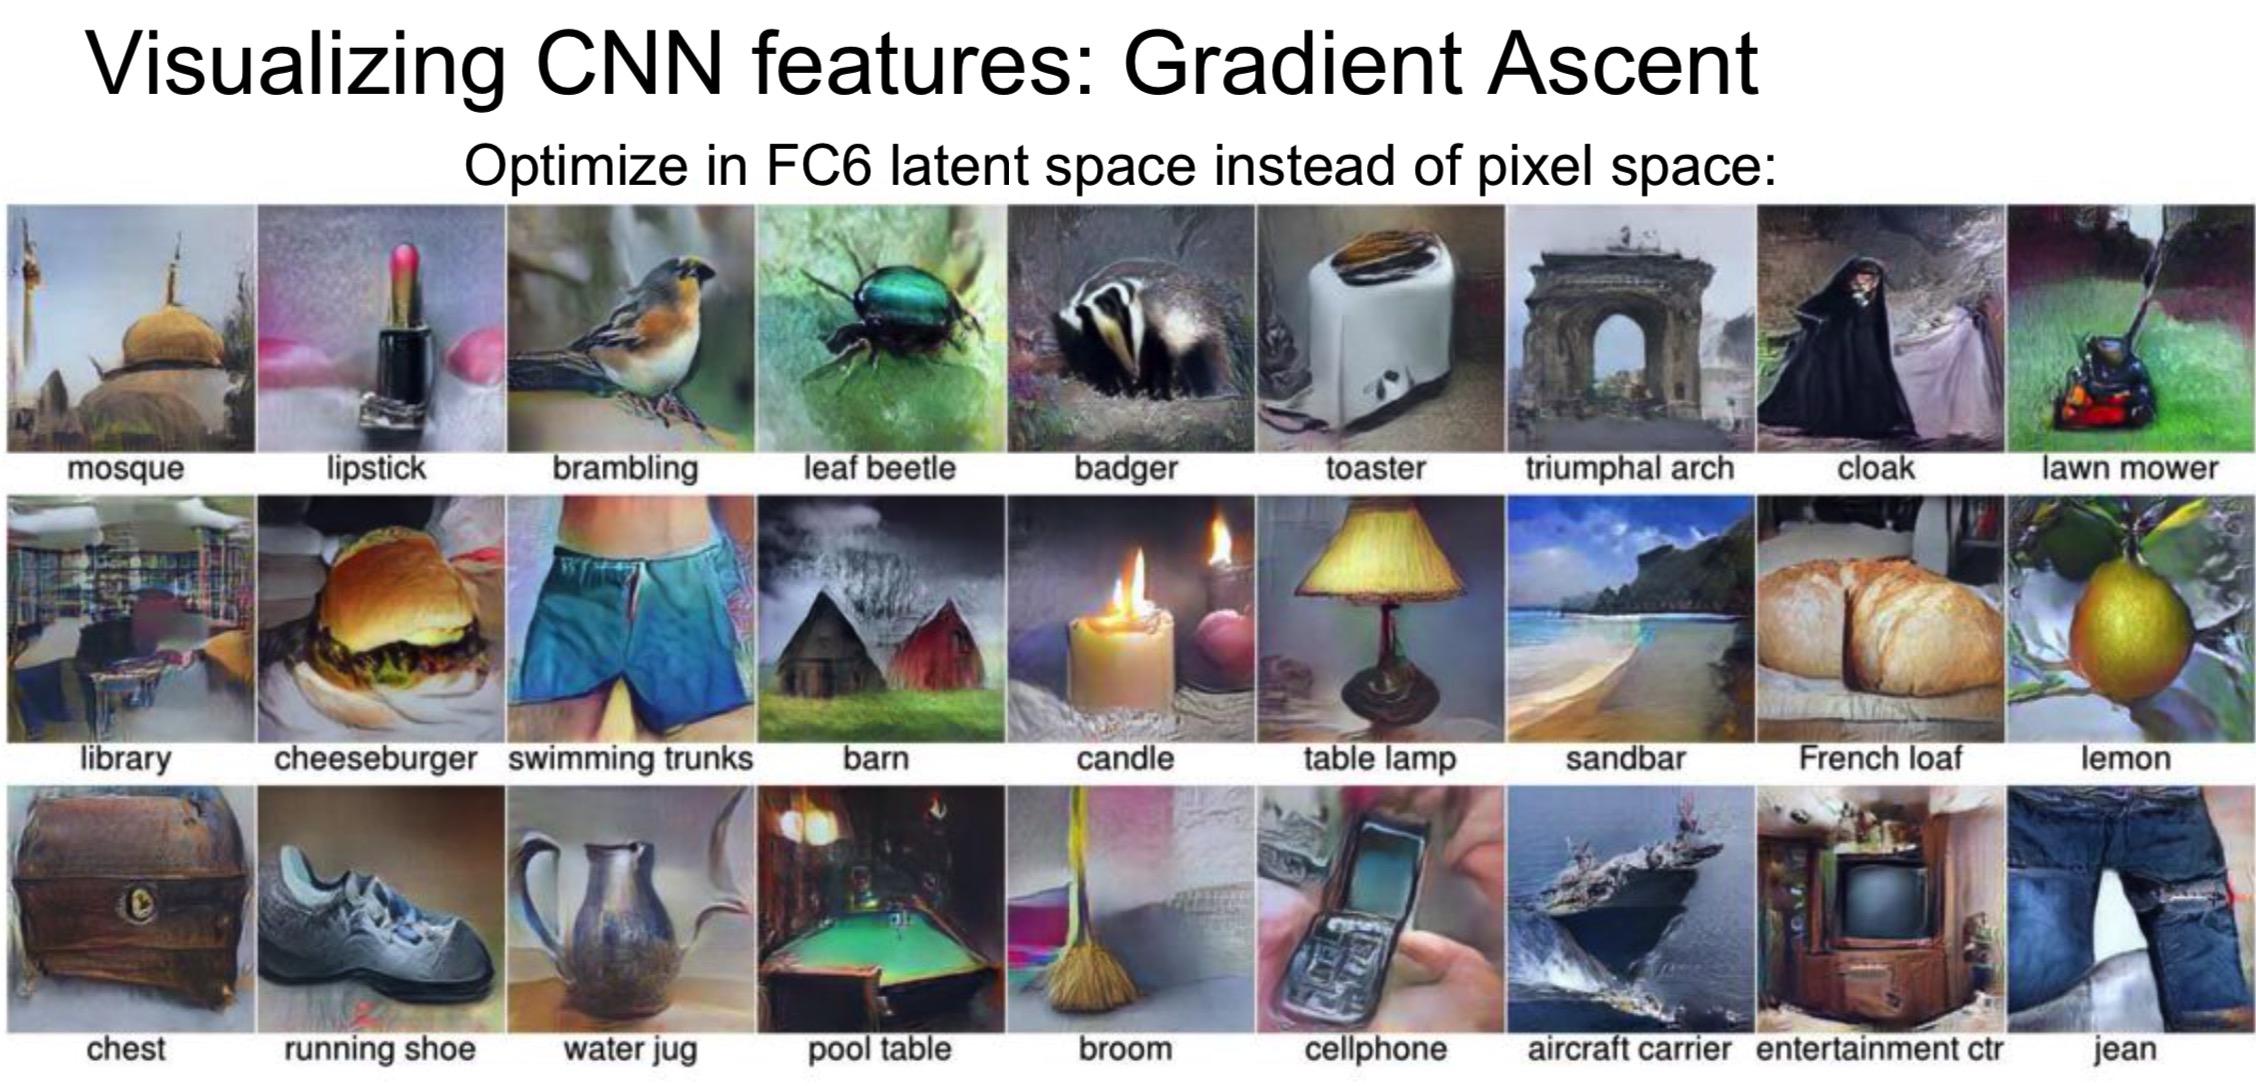 Visualizing CNN features: Gradient Ascent
Optimize in FC6 latent space instead of pixel space:
mosque lipstick brambling leaf beetle badger toaster triumphal arch cloak lawn mower
library cheeseburger swimming trunks barn candle table lamp sandbar French loaf lemon
chest running shoe water jug pool table broom cellphone aircraft carrier entertainment ctr jean